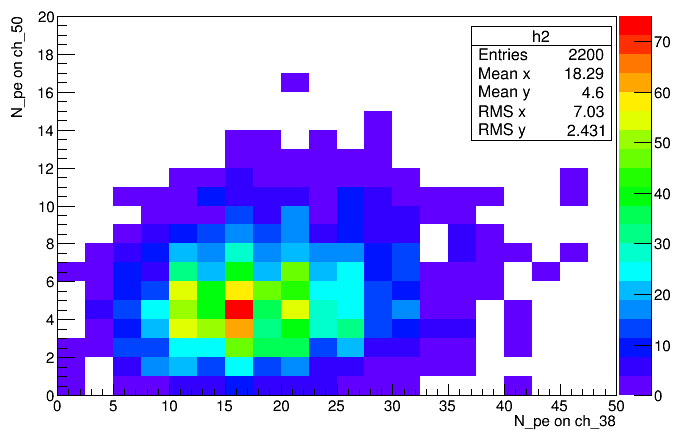 N_pe on ch_50
20
18
16
14
12
10
8
6
4
2
0
h2
Entries 2200
Mean x 18.29
Mean y 4.6
RMS x 7.03
RMS y 2.431
70
60
50
40
30
20
10
0
0 5 10 15 20 25 30 35 40 45 50
N_pe on ch_38